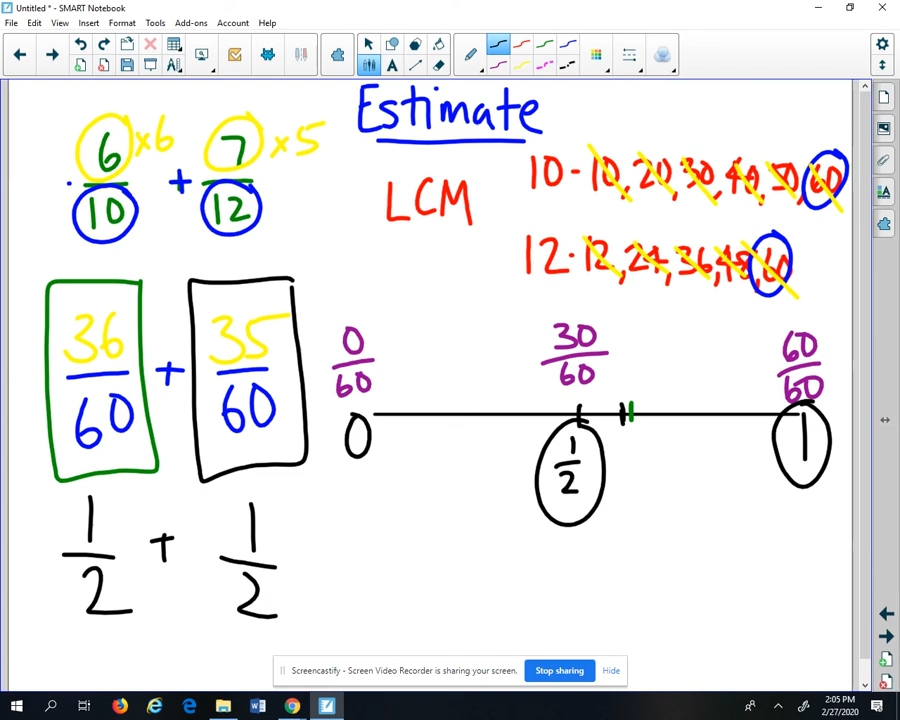 Untitled * - SMART Notebook
File Edit View Insert Format Tools Add-ons Account Help
Estimate
6/10 ×6 + 7/12 ×5
LCM
10 - 10, 20, 30, 40, 50, 60
12 - 12, 24, 36, 48, 60
36/60 + 35/60
0/60 30/60 60/60
0 1/2 1
1/2 + 1/2
Screencastify - Screen Video Recorder is sharing your screen. Stop sharing Hide
2:05 PM
2/27/2020